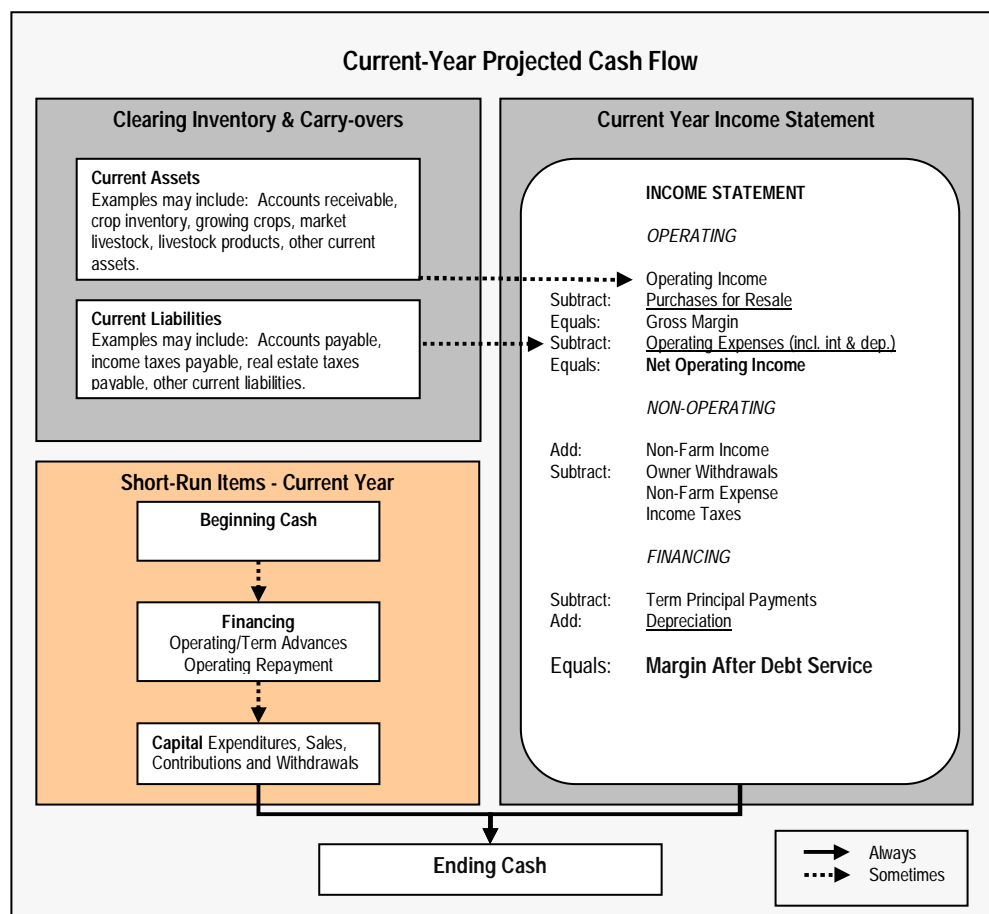 Current-Year Projected Cash Flow
Clearing Inventory & Carry-overs
Current Assets
Examples may include: Accounts receivable,
crop inventory, growing crops, market
livestock, livestock products, other current
assets.
Current Liabilities
Examples may include: Accounts payable,
income taxes payable, real estate taxes
payable, other current liabilities.
Short-Run Items - Current Year
Beginning Cash
Financing
Operating/Term Advances
Operating Repayment
Capital Expenditures, Sales,
Contributions and Withdrawals
Current Year Income Statement
INCOME STATEMENT
OPERATING
Operating Income
Subtract: Purchases for Resale
Equals: Gross Margin
Subtract: Operating Expenses (incl. int & dep.)
Equals: Net Operating Income
NON-OPERATING
Add: Non-Farm Income
Subtract: Owner Withdrawals
Non-Farm Expense
Income Taxes
FINANCING
Subtract: Term Principal Payments
Add: Depreciation
Equals: Margin After Debt Service
Ending Cash
Always
Sometimes